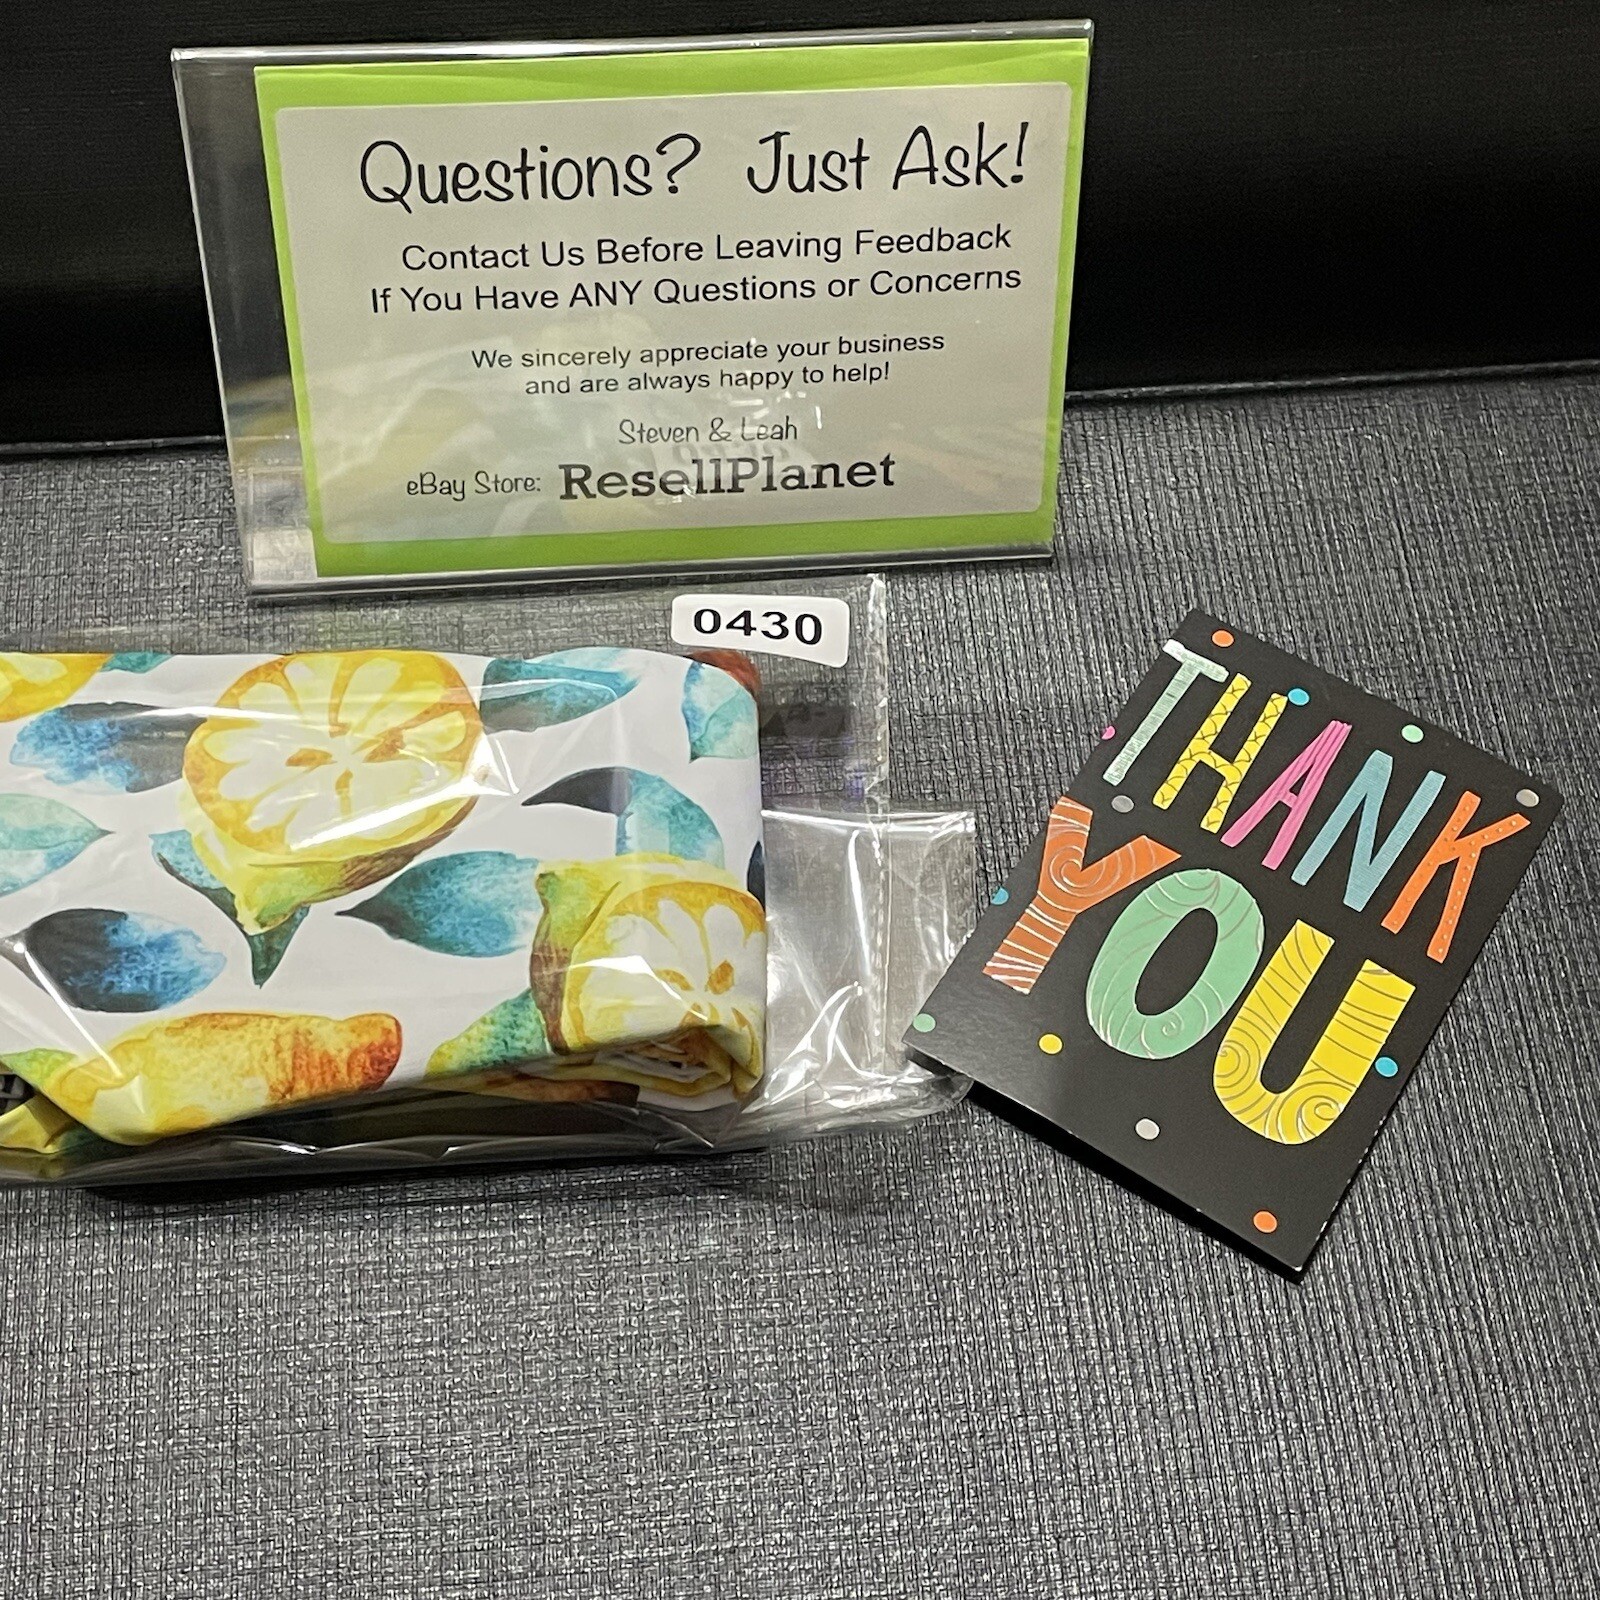 Questions? Just Ask!
Contact Us Before Leaving Feedback
If You Have ANY Questions or Concerns
We sincerely appreciate your business
and are always happy to help!
Steven & Leah
eBay Store: ResellPlanet
0430
THANK
YOU